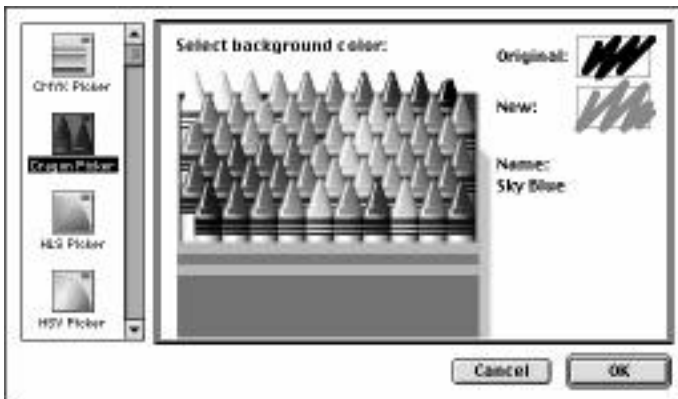 CMYK Picker
Crayon Picker
HLS Picker
HSV Picker
Select background color:
Original:
New:
Name:
Sky Blue
Cancel
OK